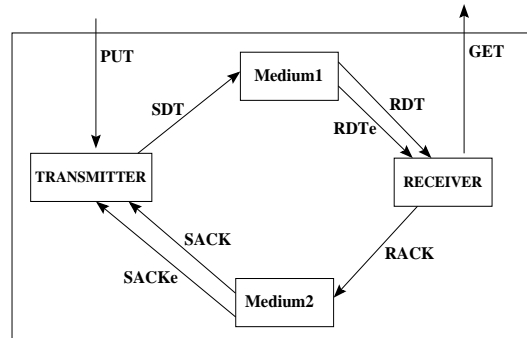 PUT
GET
Medium1
SDT
RDT
RDTe
TRANSMITTER
RECEIVER
SACK
RACK
SACKe
Medium2